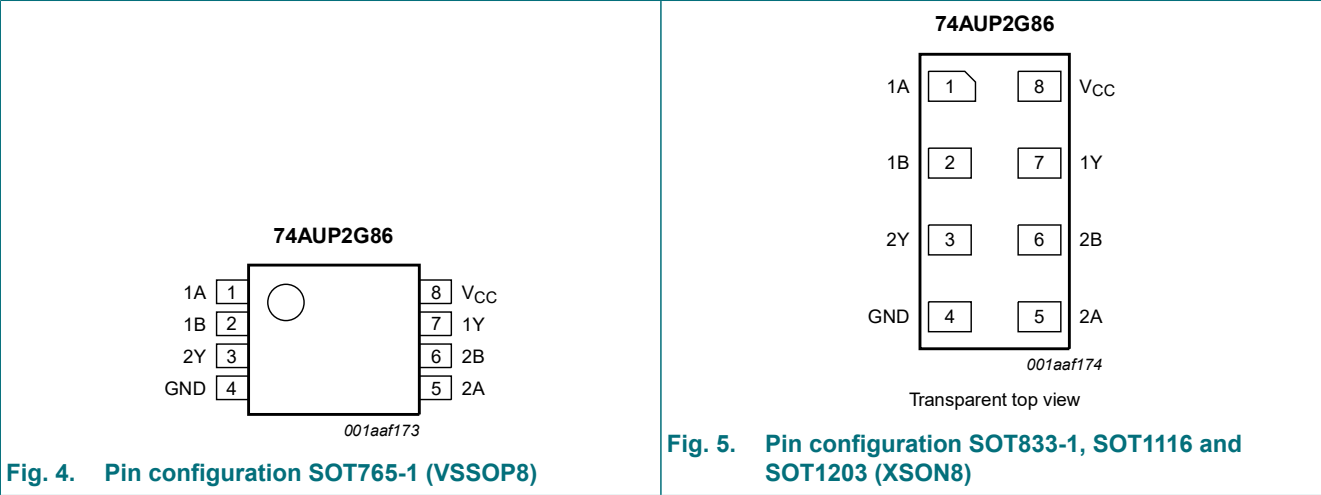 74AUP2G86
1A 1 8 VCC
1B 2 7 1Y
2Y 3 6 2B
GND 4 5 2A
001aaf173
Fig. 4. Pin configuration SOT765-1 (VSSOP8)
74AUP2G86
1A 1 8 VCC
1B 2 7 1Y
2Y 3 6 2B
GND 4 5 2A
001aaf174
Transparent top view
Fig. 5. Pin configuration SOT833-1, SOT1116 and
SOT1203 (XSON8)